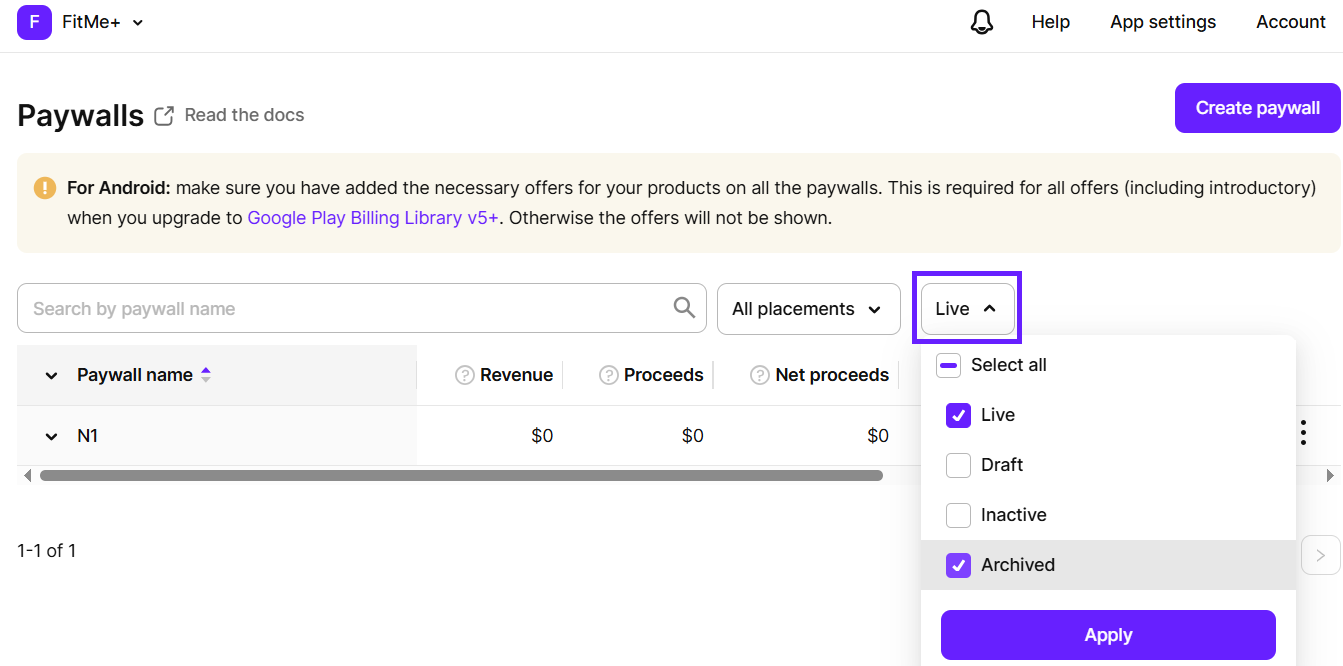 F FitMe+ Help App settings Account
Paywalls Read the docs Create paywall
! For Android: make sure you have added the necessary offers for your products on all the paywalls. This is required for all offers (including introductory)
when you upgrade to Google Play Billing Library v5+. Otherwise the offers will not be shown.
Search by paywall name All placements Live
Paywall name ? Revenue ? Proceeds ? Net proceeds
N1 $0 $0 $0
1-1 of 1
Select all
Live
Draft
Inactive
Archived
Apply